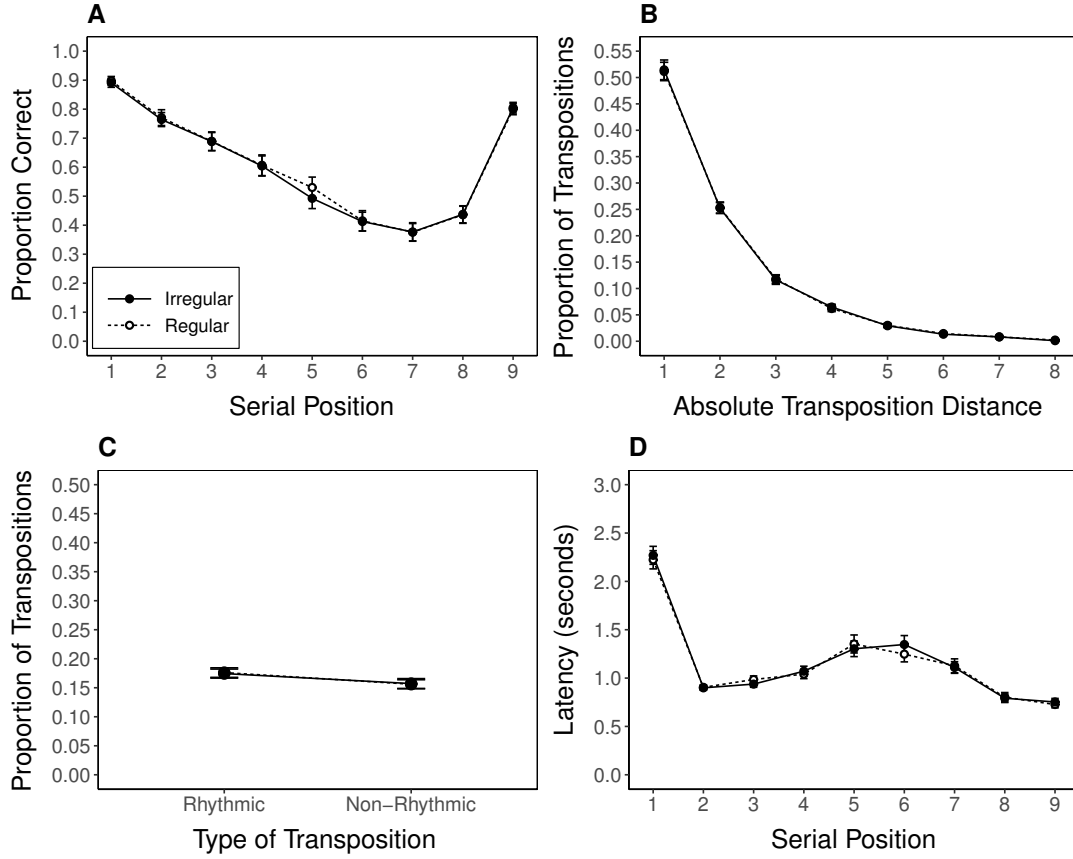 A
Proportion Correct
1.0
0.9
0.8
0.7
0.6
0.5
0.4
0.3
0.2
0.1
0.0
Irregular
Regular
1 2 3 4 5 6 7 8 9
Serial Position
B
Proportion of Transpositions
0.55
0.50
0.45
0.40
0.35
0.30
0.25
0.20
0.15
0.10
0.05
0.00
1 2 3 4 5 6 7 8
Absolute Transposition Distance
C
Proportion of Transpositions
0.50
0.45
0.40
0.35
0.30
0.25
0.20
0.15
0.10
0.05
0.00
Rhythmic Non−Rhythmic
Type of Transposition
D
Latency (seconds)
3.0
2.5
2.0
1.5
1.0
0.5
0.0
1 2 3 4 5 6 7 8 9
Serial Position